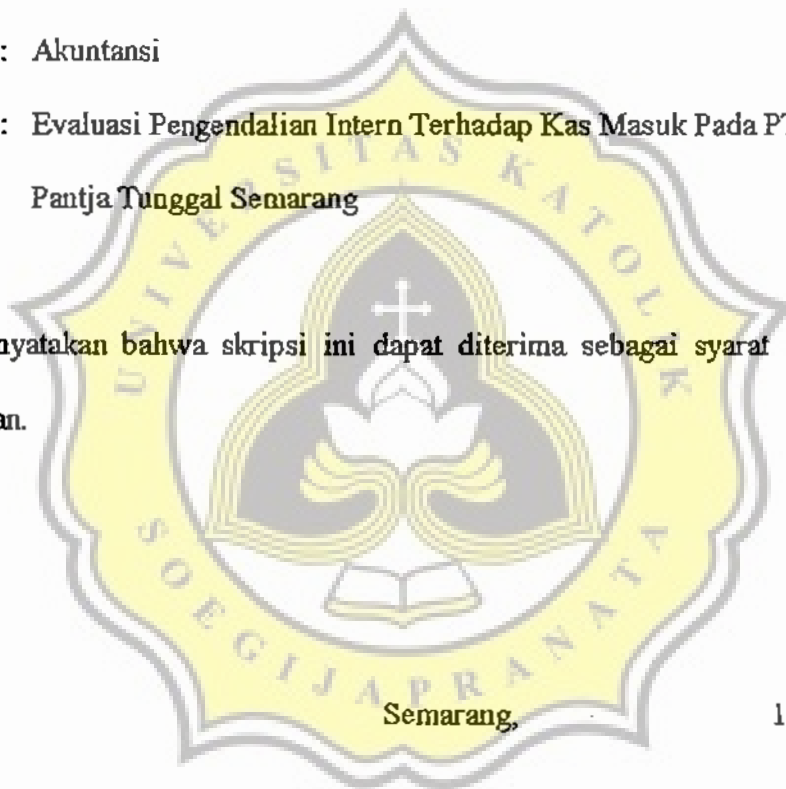 : Akuntansi
: Evaluasi Pengendalian Intern Terhadap Kas Masuk Pada PT
Pantja Tunggal Semarang
nyatakan bahwa skripsi ini dapat diterima sebagai syarat
an.
UNIVERSITAS KATOLIK
SOEGIJAPRANATA
Semarang, 1